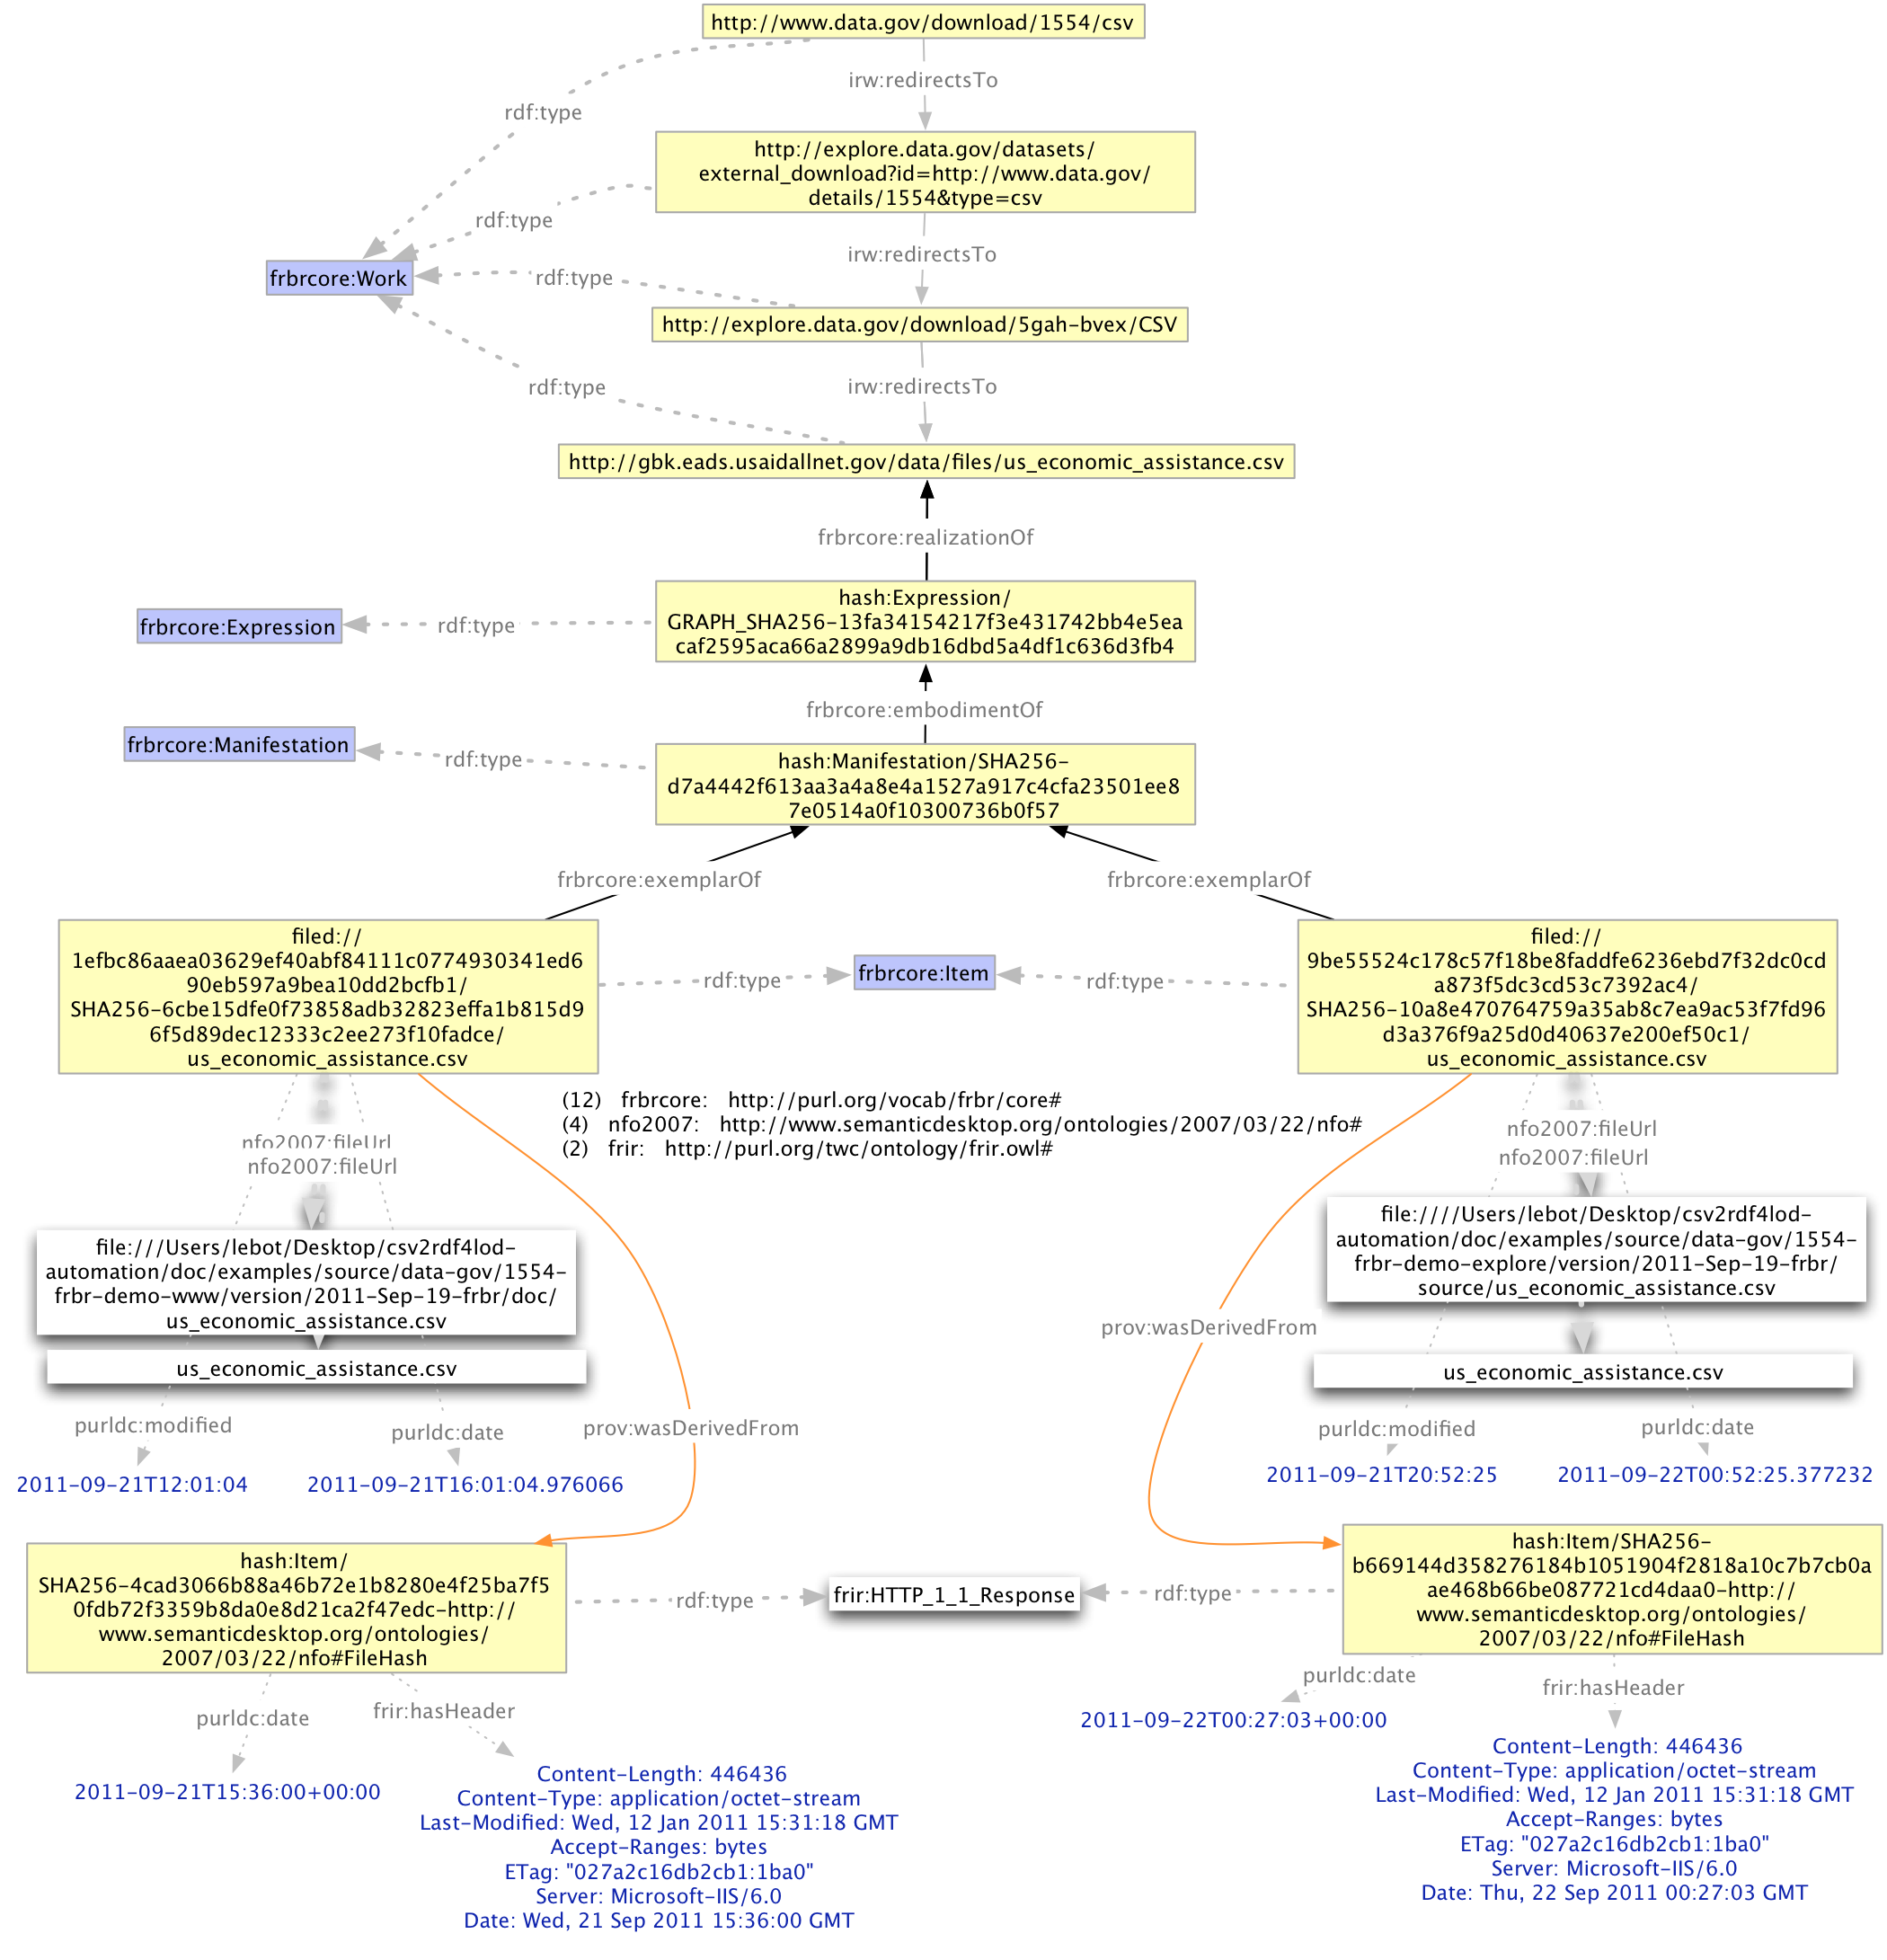 http://www.data.gov/download/1554/csv
irw:redirectsTo
rdf:type
http://explore.data.gov/datasets/
external_download?id=http://www.data.gov/
details/1554&type=csv
rdf:type
irw:redirectsTo
frbrcore:Work
rdf:type
http://explore.data.gov/download/5gah-bvex/CSV
rdf:type
irw:redirectsTo
http://gbk.eads.usaidallnet.gov/data/files/us_economic_assistance.csv
frbrcore:realizationOf
hash:Expression/
GRAPH_SHA256-13fa34154217f3e431742bb4e5ea
caf2595aca66a2899a9db16dbd5a4df1c636d3fb4
frbrcore:Expression
rdf:type
frbrcore:embodimentOf
frbrcore:Manifestation
rdf:type
hash:Manifestation/SHA256-
d7a4442f613aa3a4a8e4a1527a917c4cfa23501ee8
7e0514a0f10300736b0f57
frbrcore:exemplarOf
frbrcore:exemplarOf
filed://
1efbc86aaea03629ef40abf84111c0774930341ed6
90eb597a9bea10dd2bcfb1/
SHA256-6cbe15dfe0f73858adb32823effa1b815d9
6f5d89dec12333c2ee273f10fadce/
us_economic_assistance.csv
rdf:type
frbrcore:Item
rdf:type
filed://
9be55524c178c57f18be8faddfe6236ebd7f32dc0cd
a873f5dc3cd53c7392ac4/
SHA256-10a8e470764759a35ab8c7ea9ac53f7fd96
d3a376f9a25d0d40637e200ef50c1/
us_economic_assistance.csv
(12) frbrcore: http://purl.org/vocab/frbr/core#
(4) nfo2007: http://www.semanticdesktop.org/ontologies/2007/03/22/nfo#
(2) frir: http://purl.org/twc/ontology/frir.owl#
nfo2007:fileUrl
nfo2007:fileUrl
nfo2007:fileUrl
nfo2007:fileUrl
file:///Users/lebot/Desktop/csv2rdf4lod-
automation/doc/examples/source/data-gov/1554-
frbr-demo-www/version/2011-Sep-19-frbr/doc/
us_economic_assistance.csv
us_economic_assistance.csv
file:////Users/lebot/Desktop/csv2rdf4lod-
automation/doc/examples/source/data-gov/1554-
frbr-demo-explore/version/2011-Sep-19-frbr/
source/us_economic_assistance.csv
us_economic_assistance.csv
prov:wasDerivedFrom
prov:wasDerivedFrom
purldc:modified
purldc:date
2011-09-21T12:01:04
2011-09-21T16:01:04.976066
purldc:modified
purldc:date
2011-09-21T20:52:25
2011-09-22T00:52:25.377232
hash:Item/
SHA256-4cad3066b88a46b72e1b8280e4f25ba7f5
0fdb72f3359b8da0e8d21ca2f47edc-http://
www.semanticdesktop.org/ontologies/
2007/03/22/nfo#FileHash
rdf:type
frir:HTTP_1_1_Response
rdf:type
hash:Item/SHA256-
b669144d358276184b1051904f2818a10c7b7cb0a
ae468b66be087721cd4daa0-http://
www.semanticdesktop.org/ontologies/
2007/03/22/nfo#FileHash
purldc:date
frir:hasHeader
2011-09-21T15:36:00+00:00
Content-Length: 446436
Content-Type: application/octet-stream
Last-Modified: Wed, 12 Jan 2011 15:31:18 GMT
Accept-Ranges: bytes
ETag: "027a2c16db2cb1:1ba0"
Server: Microsoft-IIS/6.0
Date: Wed, 21 Sep 2011 15:36:00 GMT
purldc:date
frir:hasHeader
2011-09-22T00:27:03+00:00
Content-Length: 446436
Content-Type: application/octet-stream
Last-Modified: Wed, 12 Jan 2011 15:31:18 GMT
Accept-Ranges: bytes
ETag: "027a2c16db2cb1:1ba0"
Server: Microsoft-IIS/6.0
Date: Thu, 22 Sep 2011 00:27:03 GMT